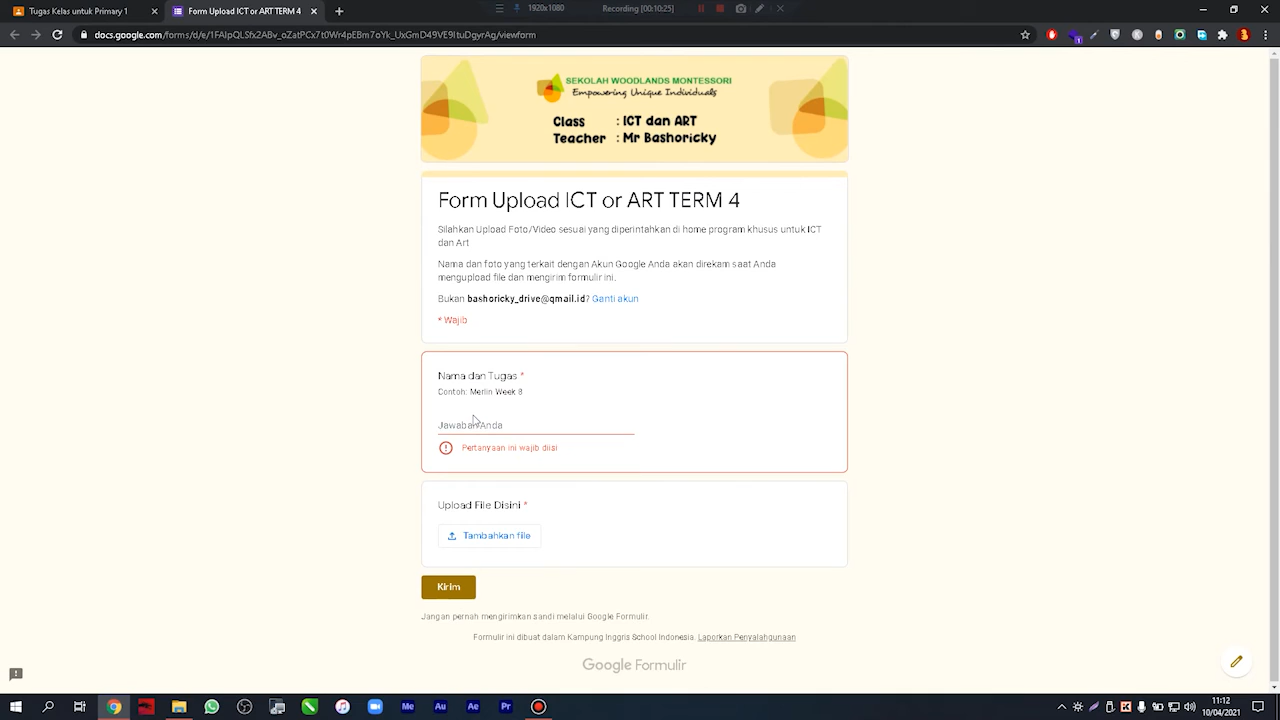 Tugas Kelas untuk Primary 1
Form Upload ICT or ART TERM 4
1920x1080
Recording [00:10:25]
docs.google.com/forms/d/e/1FAIpQLSfx2ABv_oZatPCx7t0Wr4pEBm7oYk_UxGmD49VE9ItuDgyrAg/viewform
SEKOLAH WOODLANDS MONTESSORI
Empowering Unique Individuals
Class : ICT dan ART
Teacher : Mr Bashoricky
Form Upload ICT or ART TERM 4
Silahkan Upload Foto/Video sesuai yang diperintahkan di home program khusus untuk ICT
dan Art
Nama dan foto yang terkait dengan Akun Google Anda akan direkam saat Anda
mengupload file dan mengirim formulir ini.
Bukan bashoricky_drive@qmail.id? Ganti akun
* Wajib
Nama dan Tugas *
Contoh: Merlin Week 8
Jawaban Anda
Pertanyaan ini wajib diisi
Upload File Disini *
Tambahkan file
Kirim
Jangan pernah mengirimkan sandi melalui Google Formulir.
Formulir ini dibuat dalam Kampung Inggris School Indonesia. Laporkan Penyalahgunaan
Google Formulir
Me
Au
Ae
Pr
11:12
10/04/2021